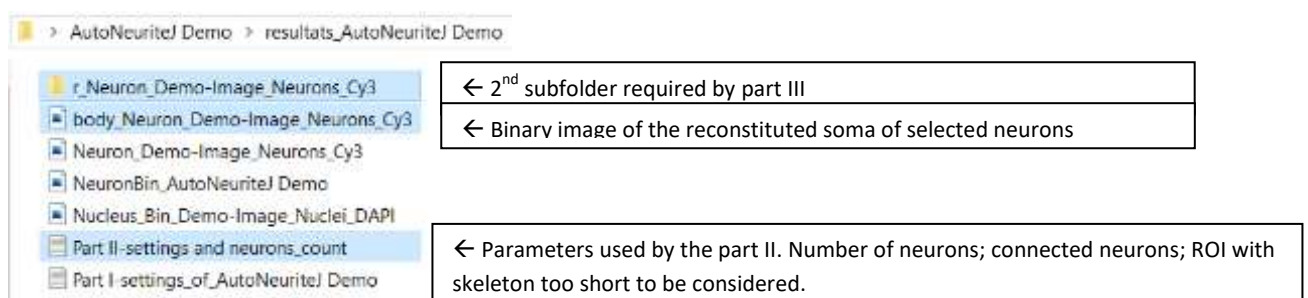 > AutoNeuriteJ Demo > resultats_AutoNeuriteJ Demo
r_Neuron_Demo-Image_Neurons_Cy3
← 2nd subfolder required by part III
body_Neuron_Demo-Image_Neurons_Cy3
← Binary image of the reconstituted soma of selected neurons
Neuron_Demo-Image_Neurons_Cy3
NeuronBin_AutoNeuriteJ Demo
Nucleus_Bin_Demo-Image_Nuclei_DAPI
Part II-settings and neurons_count
← Parameters used by the part II. Number of neurons; connected neurons; ROI with
skeleton too short to be considered.
Part I-settings_of_AutoNeuriteJ Demo